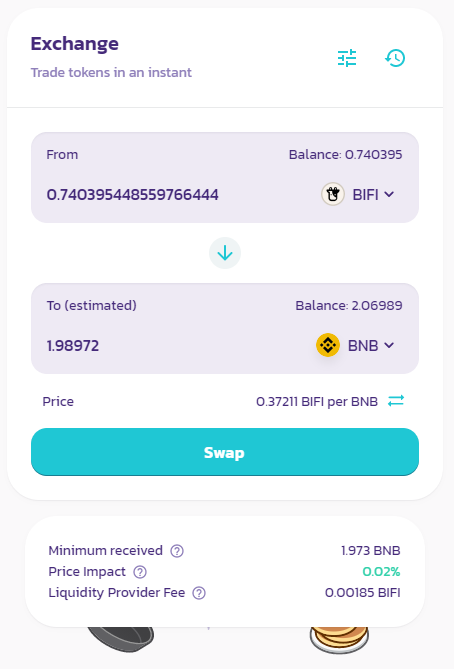 Exchange
Trade tokens in an instant
From Balance: 0.740395
0.740395448559766444 BIFI
To (estimated) Balance: 2.06989
1.98972 BNB
Price 0.37211 BIFI per BNB
Swap
Minimum received ? 1.973 BNB
Price Impact ? 0.02%
Liquidity Provider Fee ? 0.00185 BIFI